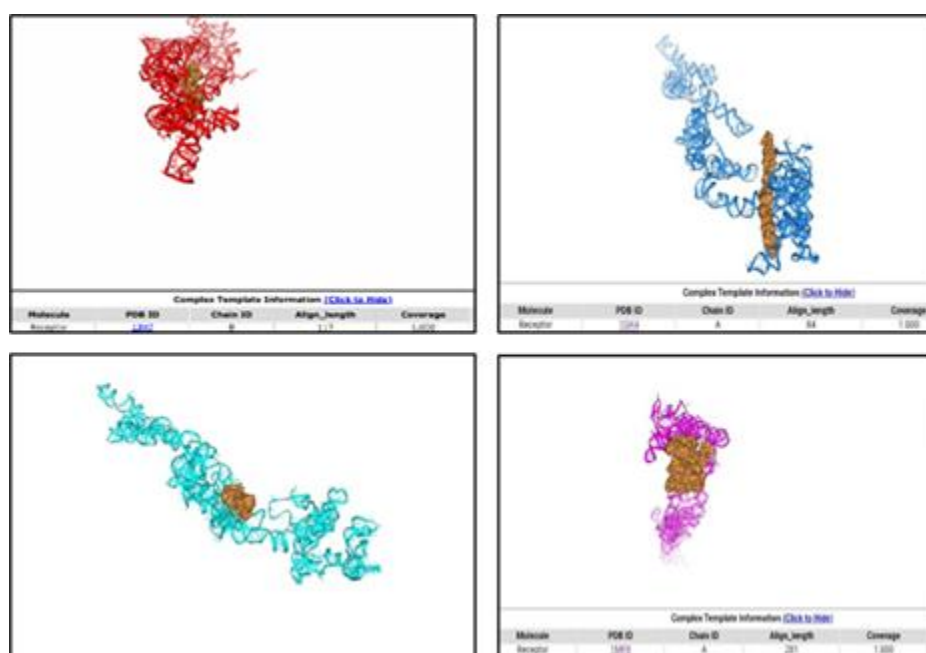 Complex Template Information (Click to Hide)
Molecule PDB ID Chain ID Align_length Coverage
Receptor
Complex Template Information (Click to Hide)
Molecule PDB ID Chain ID Align_length Coverage
Receptor A 84 1.000
Complex Template Information (Click to Hide)
Molecule PDB ID Chain ID Align_length Coverage
Receptor A 201 1.000